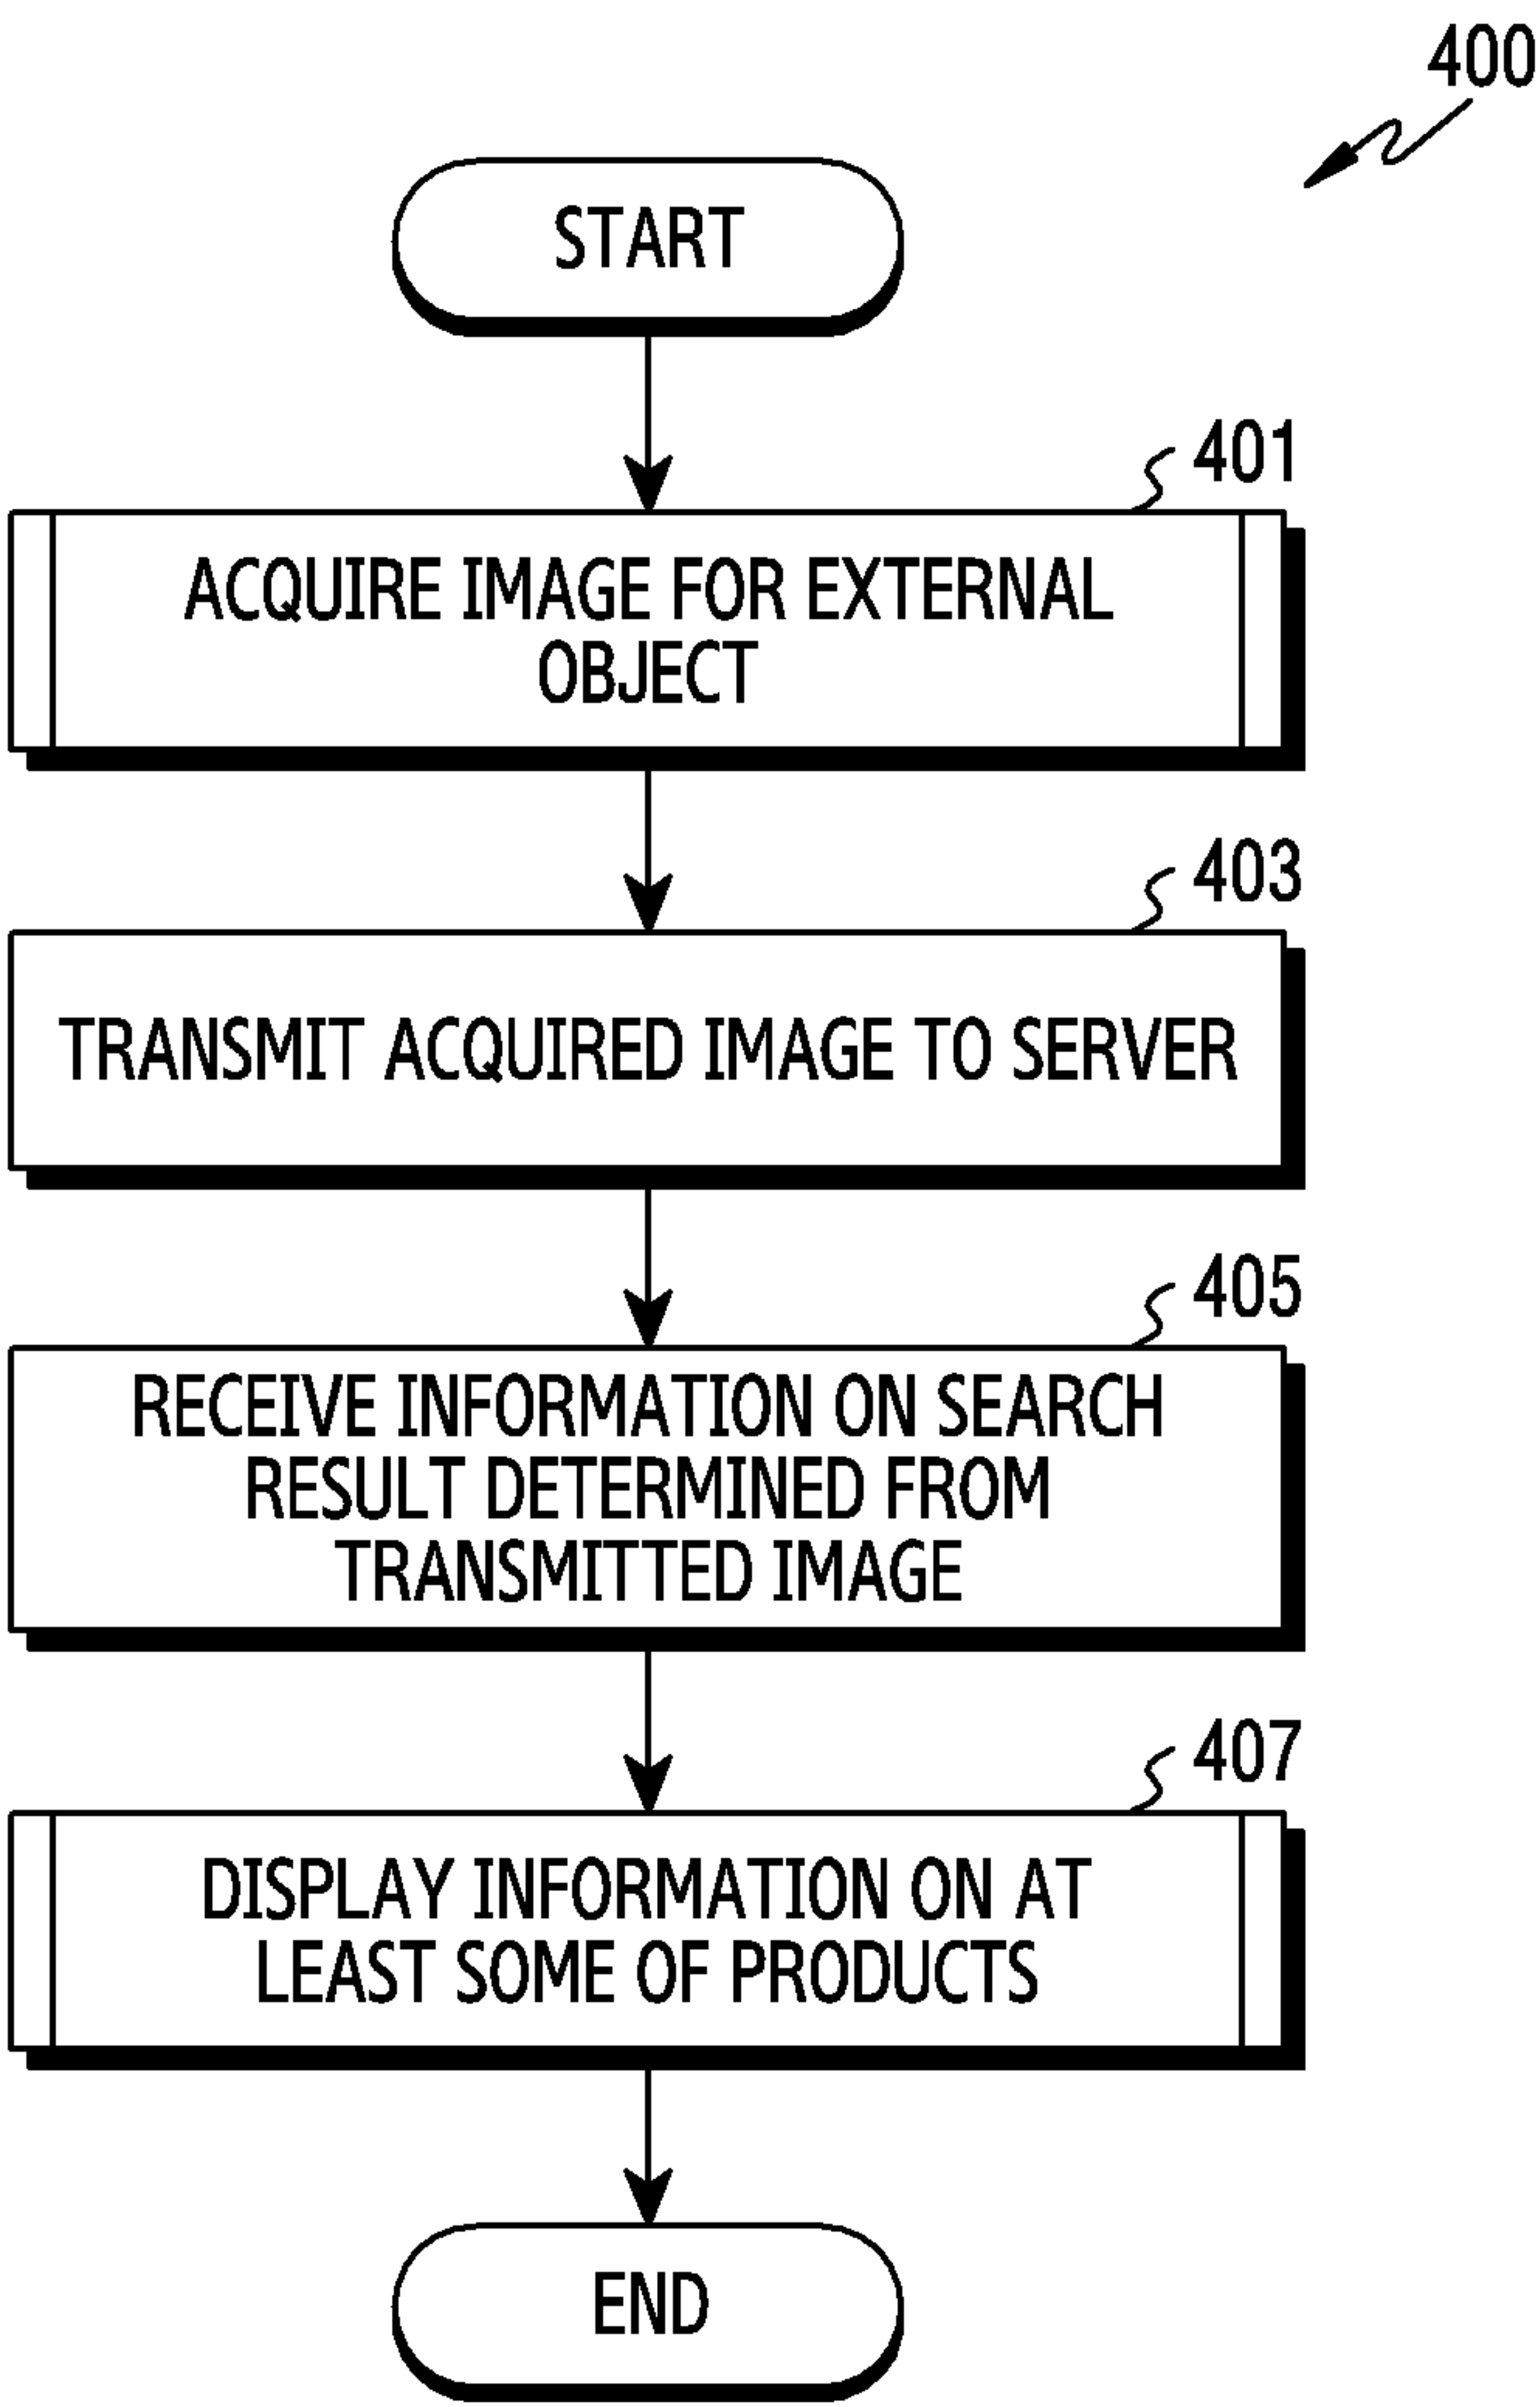 400
START
401
ACQUIRE IMAGE FOR EXTERNAL
OBJECT
403
TRANSMIT ACQUIRED IMAGE TO SERVER
405
RECEIVE INFORMATION ON SEARCH
RESULT DETERMINED FROM
TRANSMITTED IMAGE
407
DISPLAY INFORMATION ON AT
LEAST SOME OF PRODUCTS
END